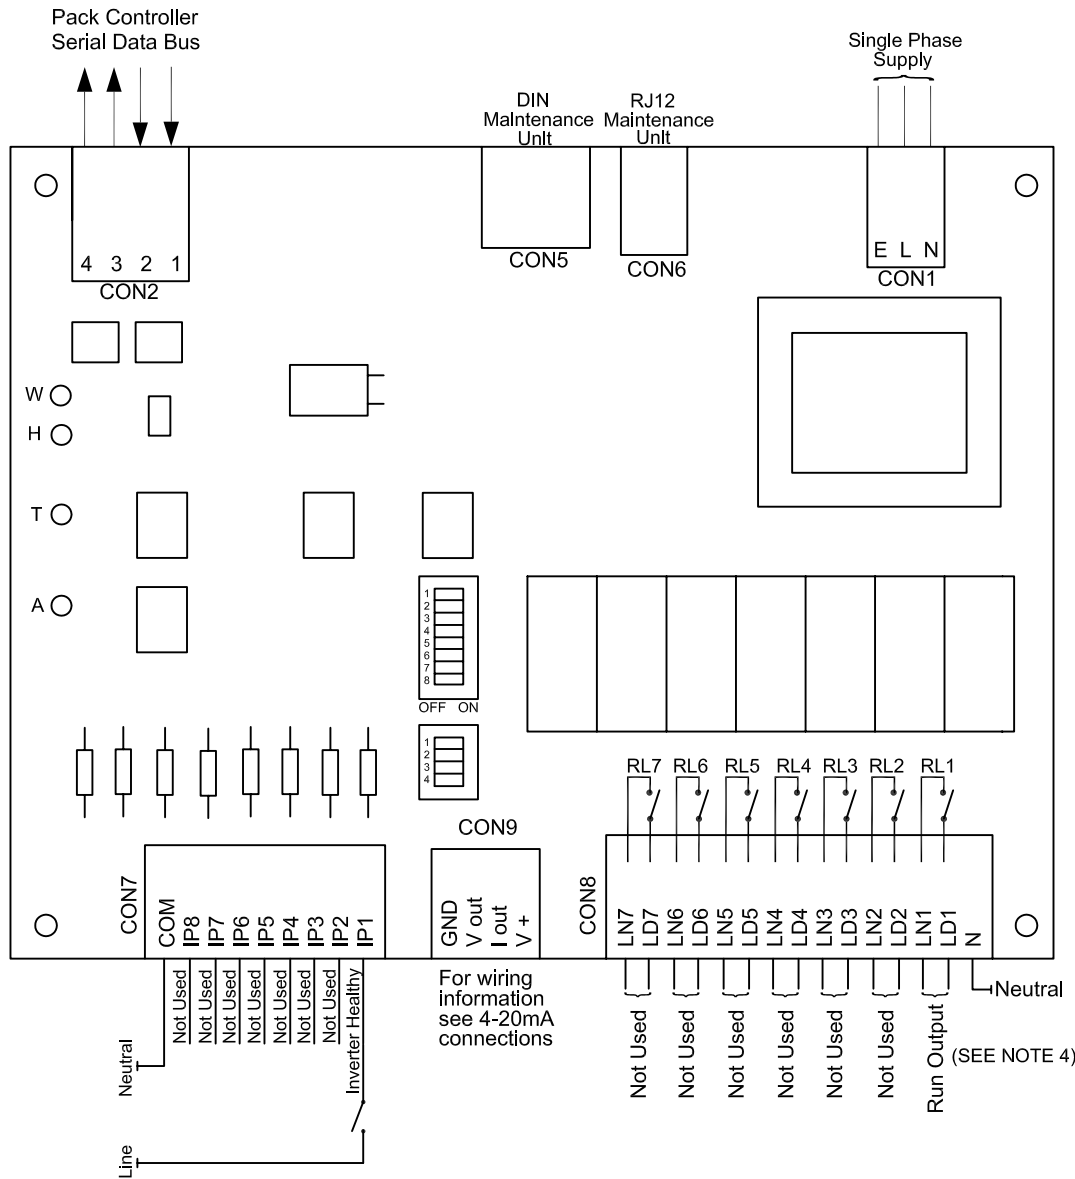 Pack Controller
Serial Data Bus
Single Phase
Supply
DIN
Maintenance
Unit
RJ12
Maintenance
Unit
4 3 2 1
CON2
CON5
CON6
E L N
CON1
W
H
T
A
1
2
3
4
5
6
7
8
OFF ON
1
2
3
4
CON9
RL7 RL6 RL5 RL4 RL3 RL2 RL1
CON7
COM
IP8
IP7
IP6
IP5
IP4
IP3
IP2
IP1
GND
V out
I out
V +
CON8
LN7
LD7
LN6
LD6
LN5
LD5
LN4
LD4
LN3
LD3
LN2
LD2
LN1
LD1
N
Not Used
Not Used
Not Used
Not Used
Not Used
Not Used
Not Used
Inverter Healthy
For wiring
information
see 4-20mA
connections
Not Used
Not Used
Not Used
Not Used
Not Used
Not Used
Run Output
(SEE NOTE 4)
Neutral
Neutral
Line